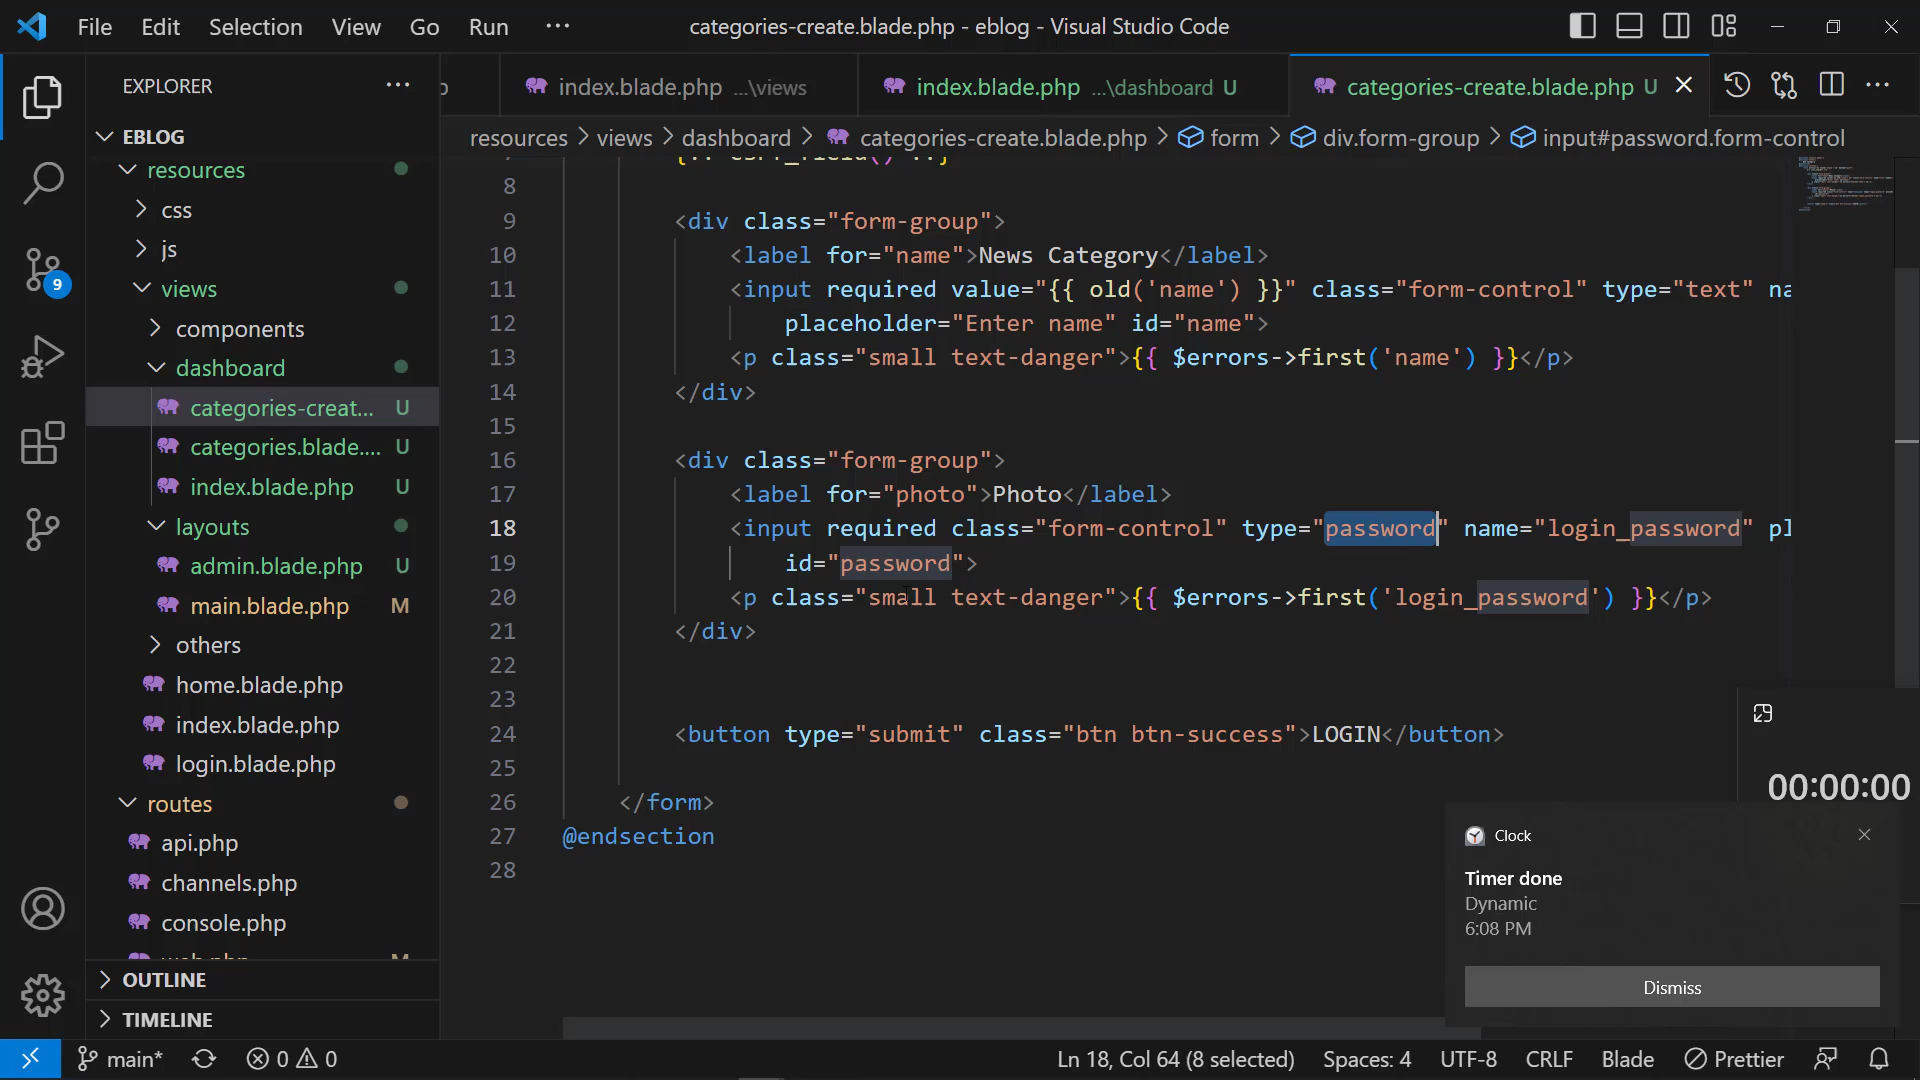 File Edit Selection View Go Run ··· categories-create.blade.php - eblog - Visual Studio Code
EXPLORER ···
index.blade.php ...\views
index.blade.php ...\dashboard U
categories-create.blade.php U
···
EBLOG
resources > views > dashboard > categories-create.blade.php > form > div.form-group > input#password.form-control
resources
css
js
views
components
dashboard
categories-creat... U
categories.blade.... U
index.blade.php U
layouts
admin.blade.php U
main.blade.php M
others
home.blade.php
index.blade.php
login.blade.php
routes
api.php
channels.php
console.php
OUTLINE
TIMELINE
9
8
9 <div class="form-group">
10 <label for="name">News Category</label>
11 <input required value="{{ old('name') }}" class="form-control" type="text" na
12 placeholder="Enter name" id="name">
13 <p class="small text-danger">{{ $errors->first('name') }}</p>
14 </div>
15
16 <div class="form-group">
17 <label for="photo">Photo</label>
18 <input required class="form-control" type="password" name="login_password" pl
19 id="password">
20 <p class="small text-danger">{{ $errors->first('login_password') }}</p>
21 </div>
22
23
24 <button type="submit" class="btn btn-success">LOGIN</button>
25
26 </form>
27 @endsection
28
00:00:00
Clock
Timer done
Dynamic
6:08 PM
Dismiss
main* 0 0 Ln 18, Col 64 (8 selected) Spaces: 4 UTF-8 CRLF Blade Prettier